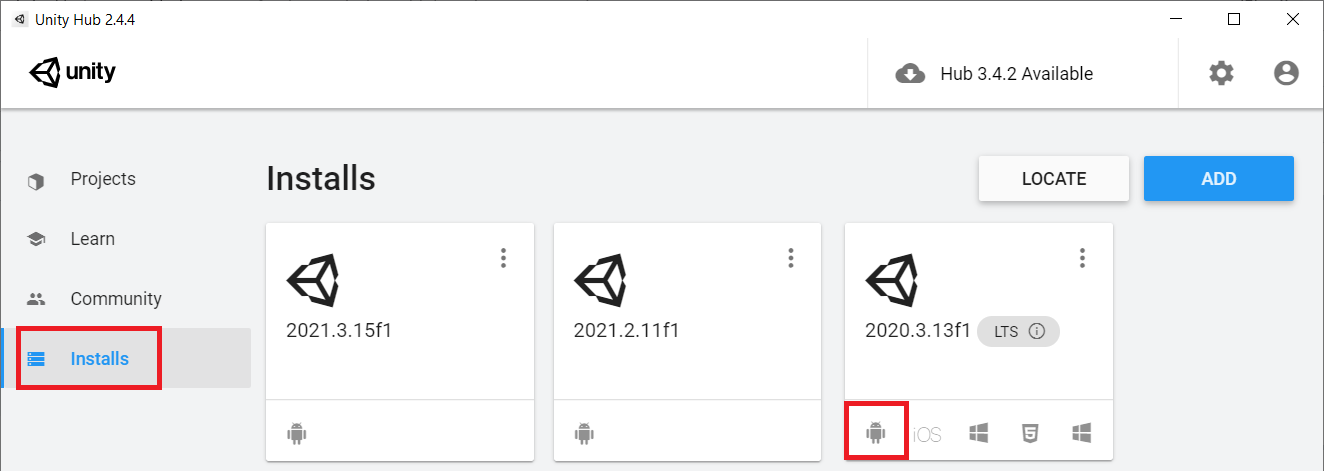 Unity Hub 2.4.4
unity
Hub 3.4.2 Available
Projects
Learn
Community
Installs
Installs
LOCATE
ADD
2021.3.15f1
2021.2.11f1
2020.3.13f1 LTS
iOS